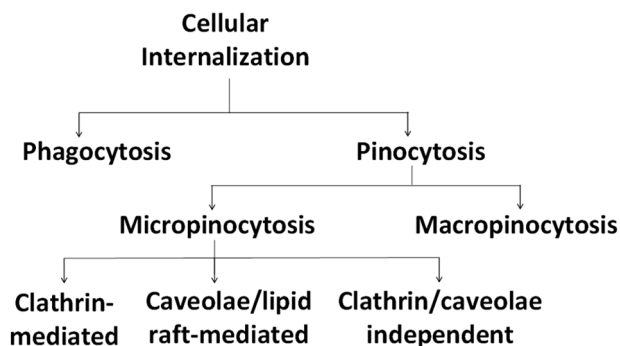 Cellular
Internalization
Phagocytosis
Pinocytosis
Micropinocytosis
Macropinocytosis
Clathrin-
mediated
Caveolae/lipid
raft-mediated
Clathrin/caveolae
independent